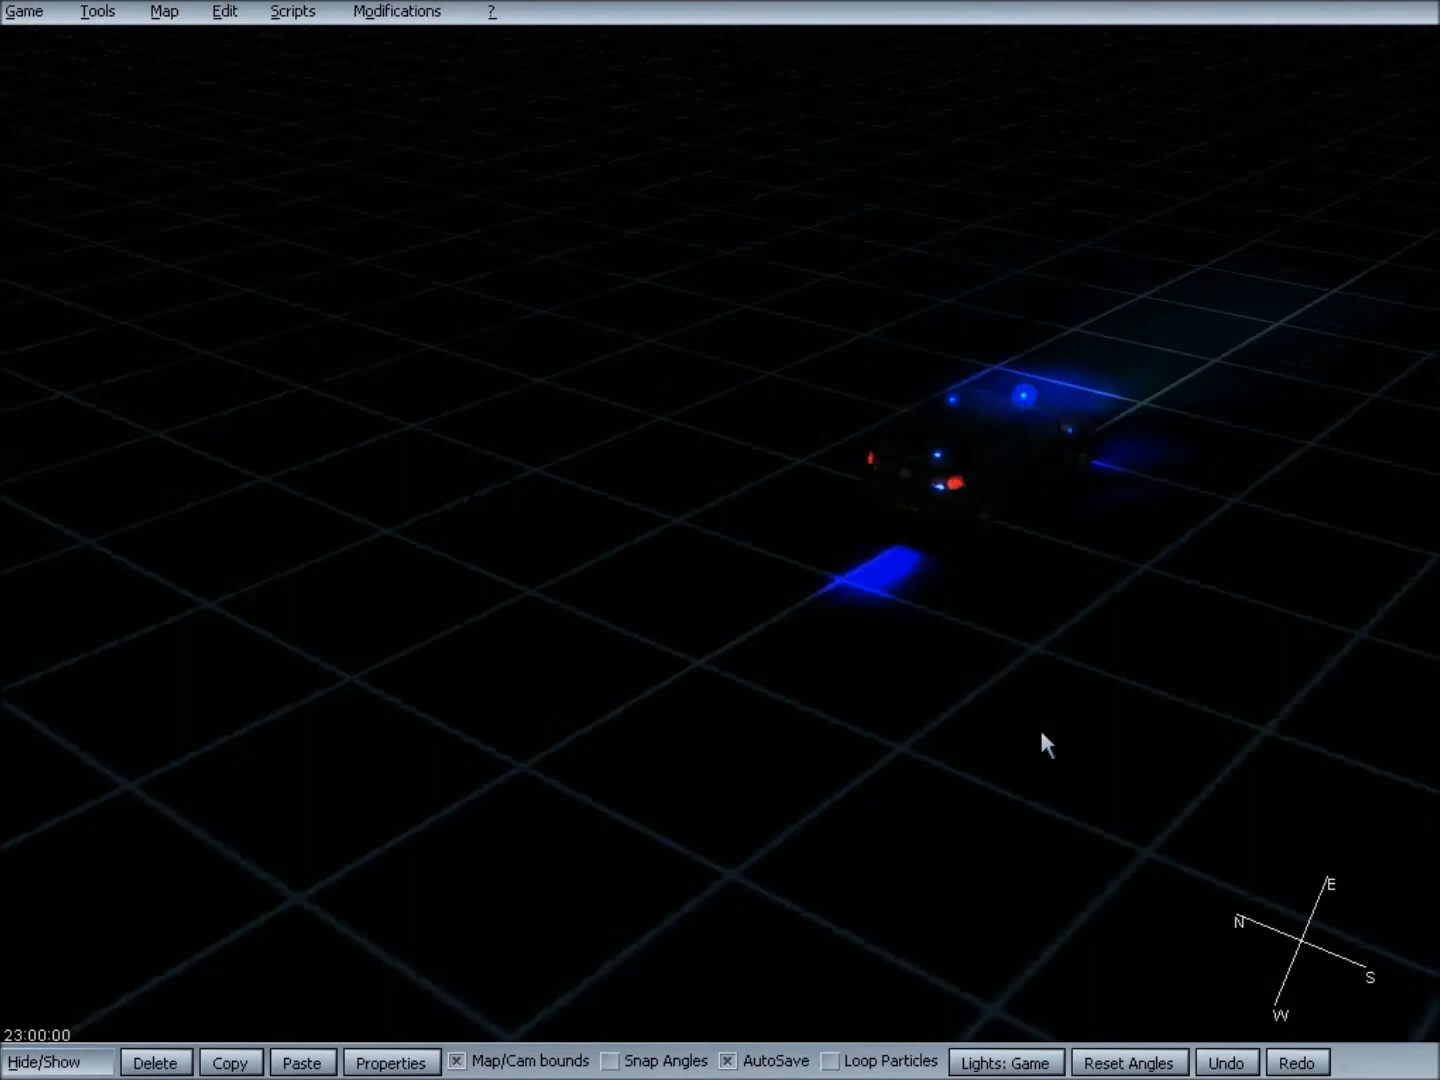 Game Tools Map Edit Scripts Modifications ?
E
N
S
W
23:00:00
Hide/Show Delete Copy Paste Properties Map/Cam bounds Snap Angles AutoSave Loop Particles Lights: Game Reset Angles Undo Redo